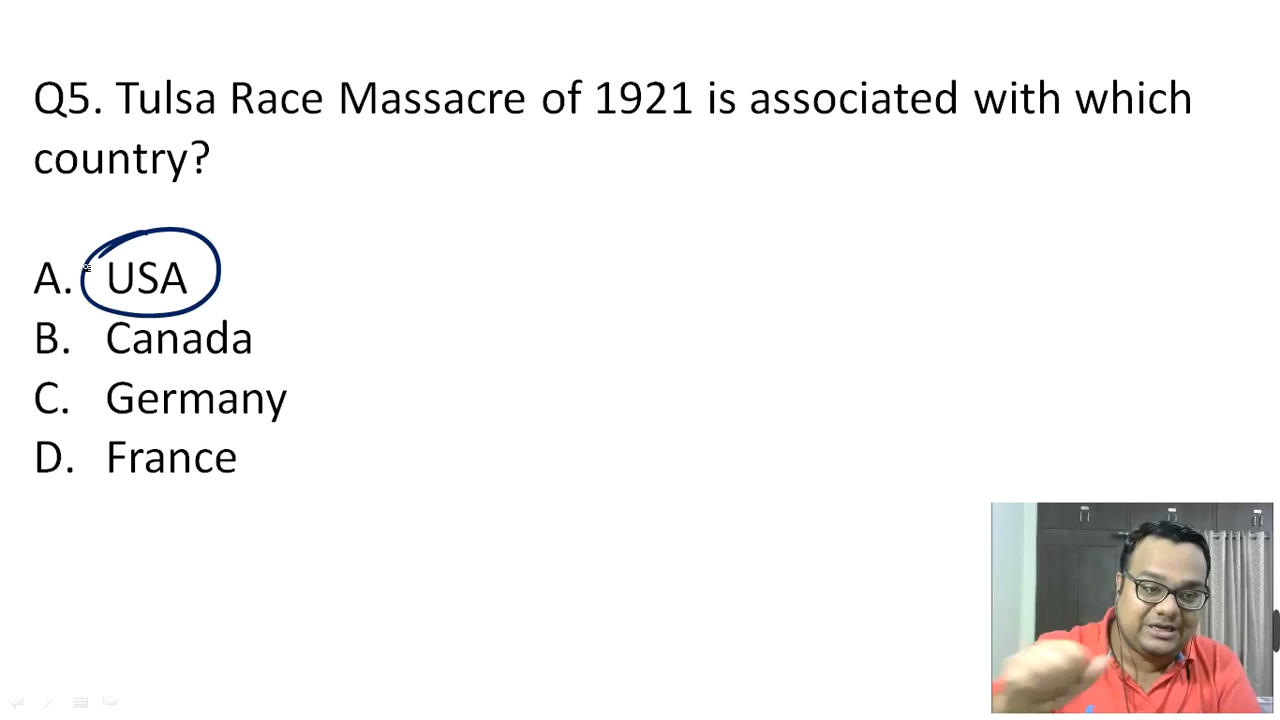 Q5. Tulsa Race Massacre of 1921 is associated with which
country?
A. USA
B. Canada
C. Germany
D. France